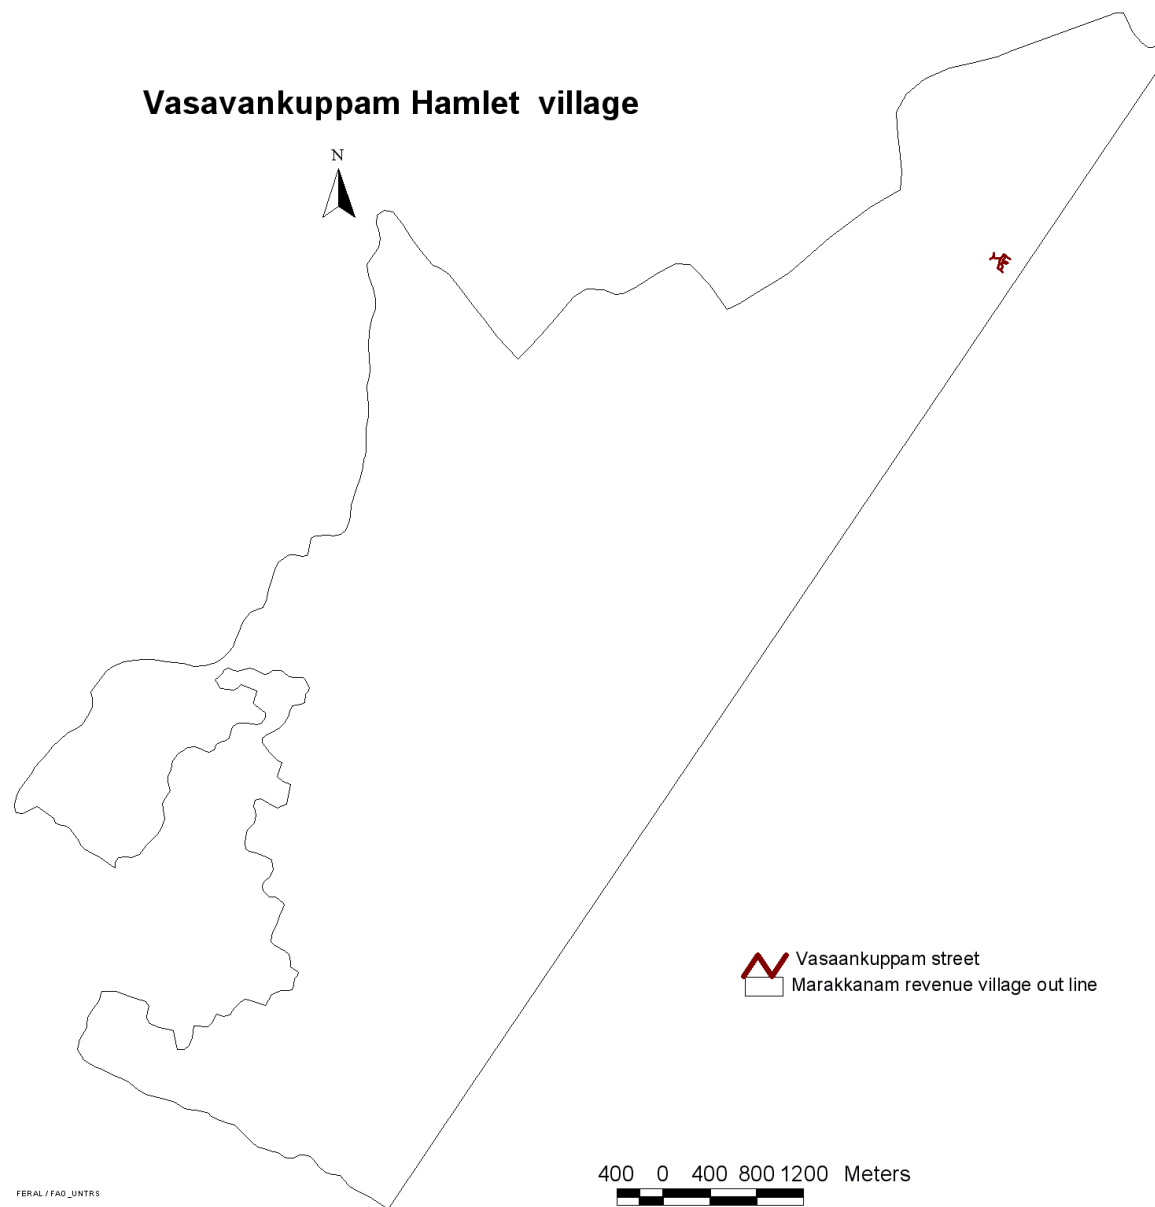 Vasavankuppam Hamlet village
N
Vasaankuppam street
Marakkanam revenue village out line
400 0 400 800 1200 Meters
FERAL / FAO_UNTRS